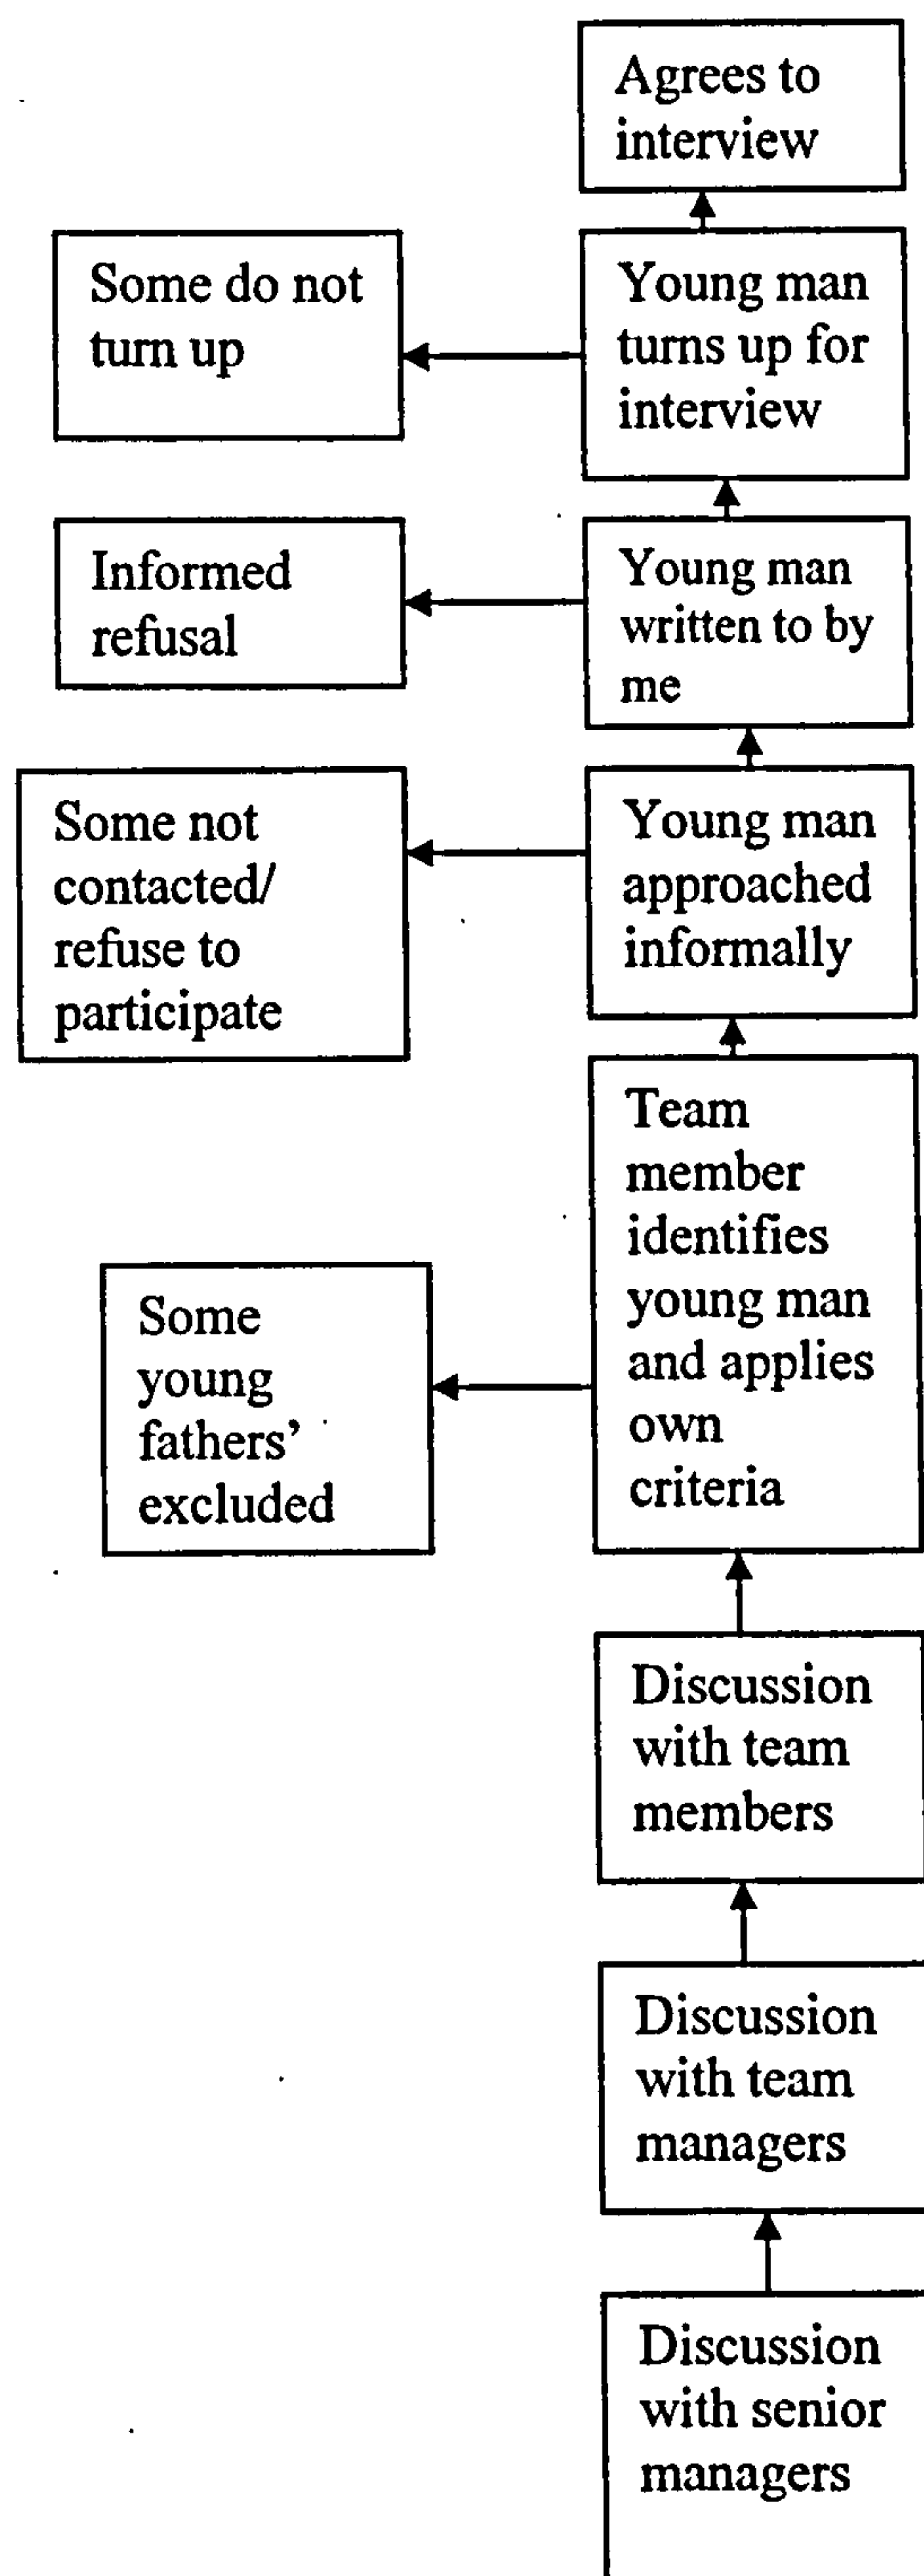 Agrees to
interview
Some do not
turn up
Young man
turns up for
interview
Informed
refusal
Young man
written to by
me
Some not
contacted/
refuse to
participate
Young man
approached
informally
Team
member
identifies
young man
and applies
own
criteria
Some
young
fathers’
excluded
Discussion
with team
members
Discussion
with team
managers
Discussion
with senior
managers